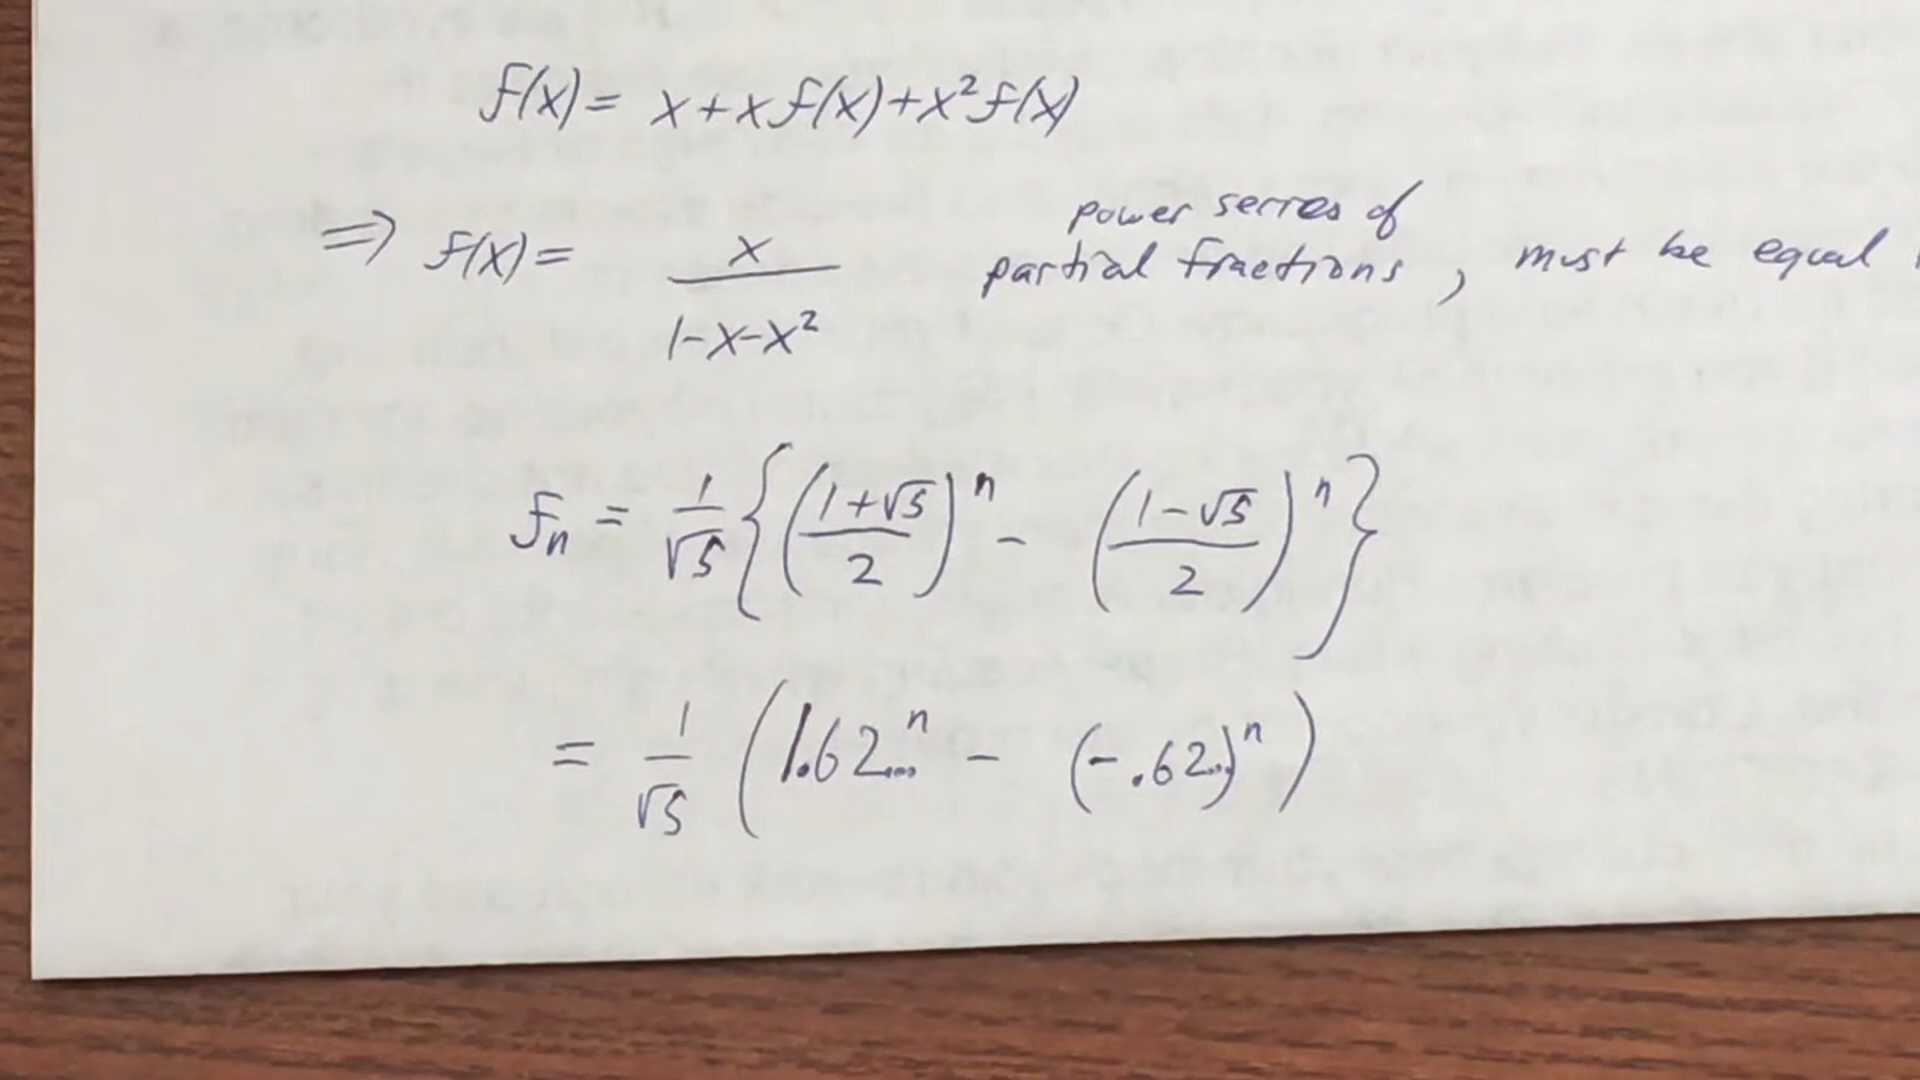 f(x) = x + x f(x) + x² f(x)
⇒ f(x) = x / (1-x-x²)
power series of
partial fractions, must be equal
fₙ = 1/√5 { ((1+√5)/2)ⁿ - ((1-√5)/2)ⁿ }
= 1/√5 (1.62...ⁿ - (-.62..)ⁿ)